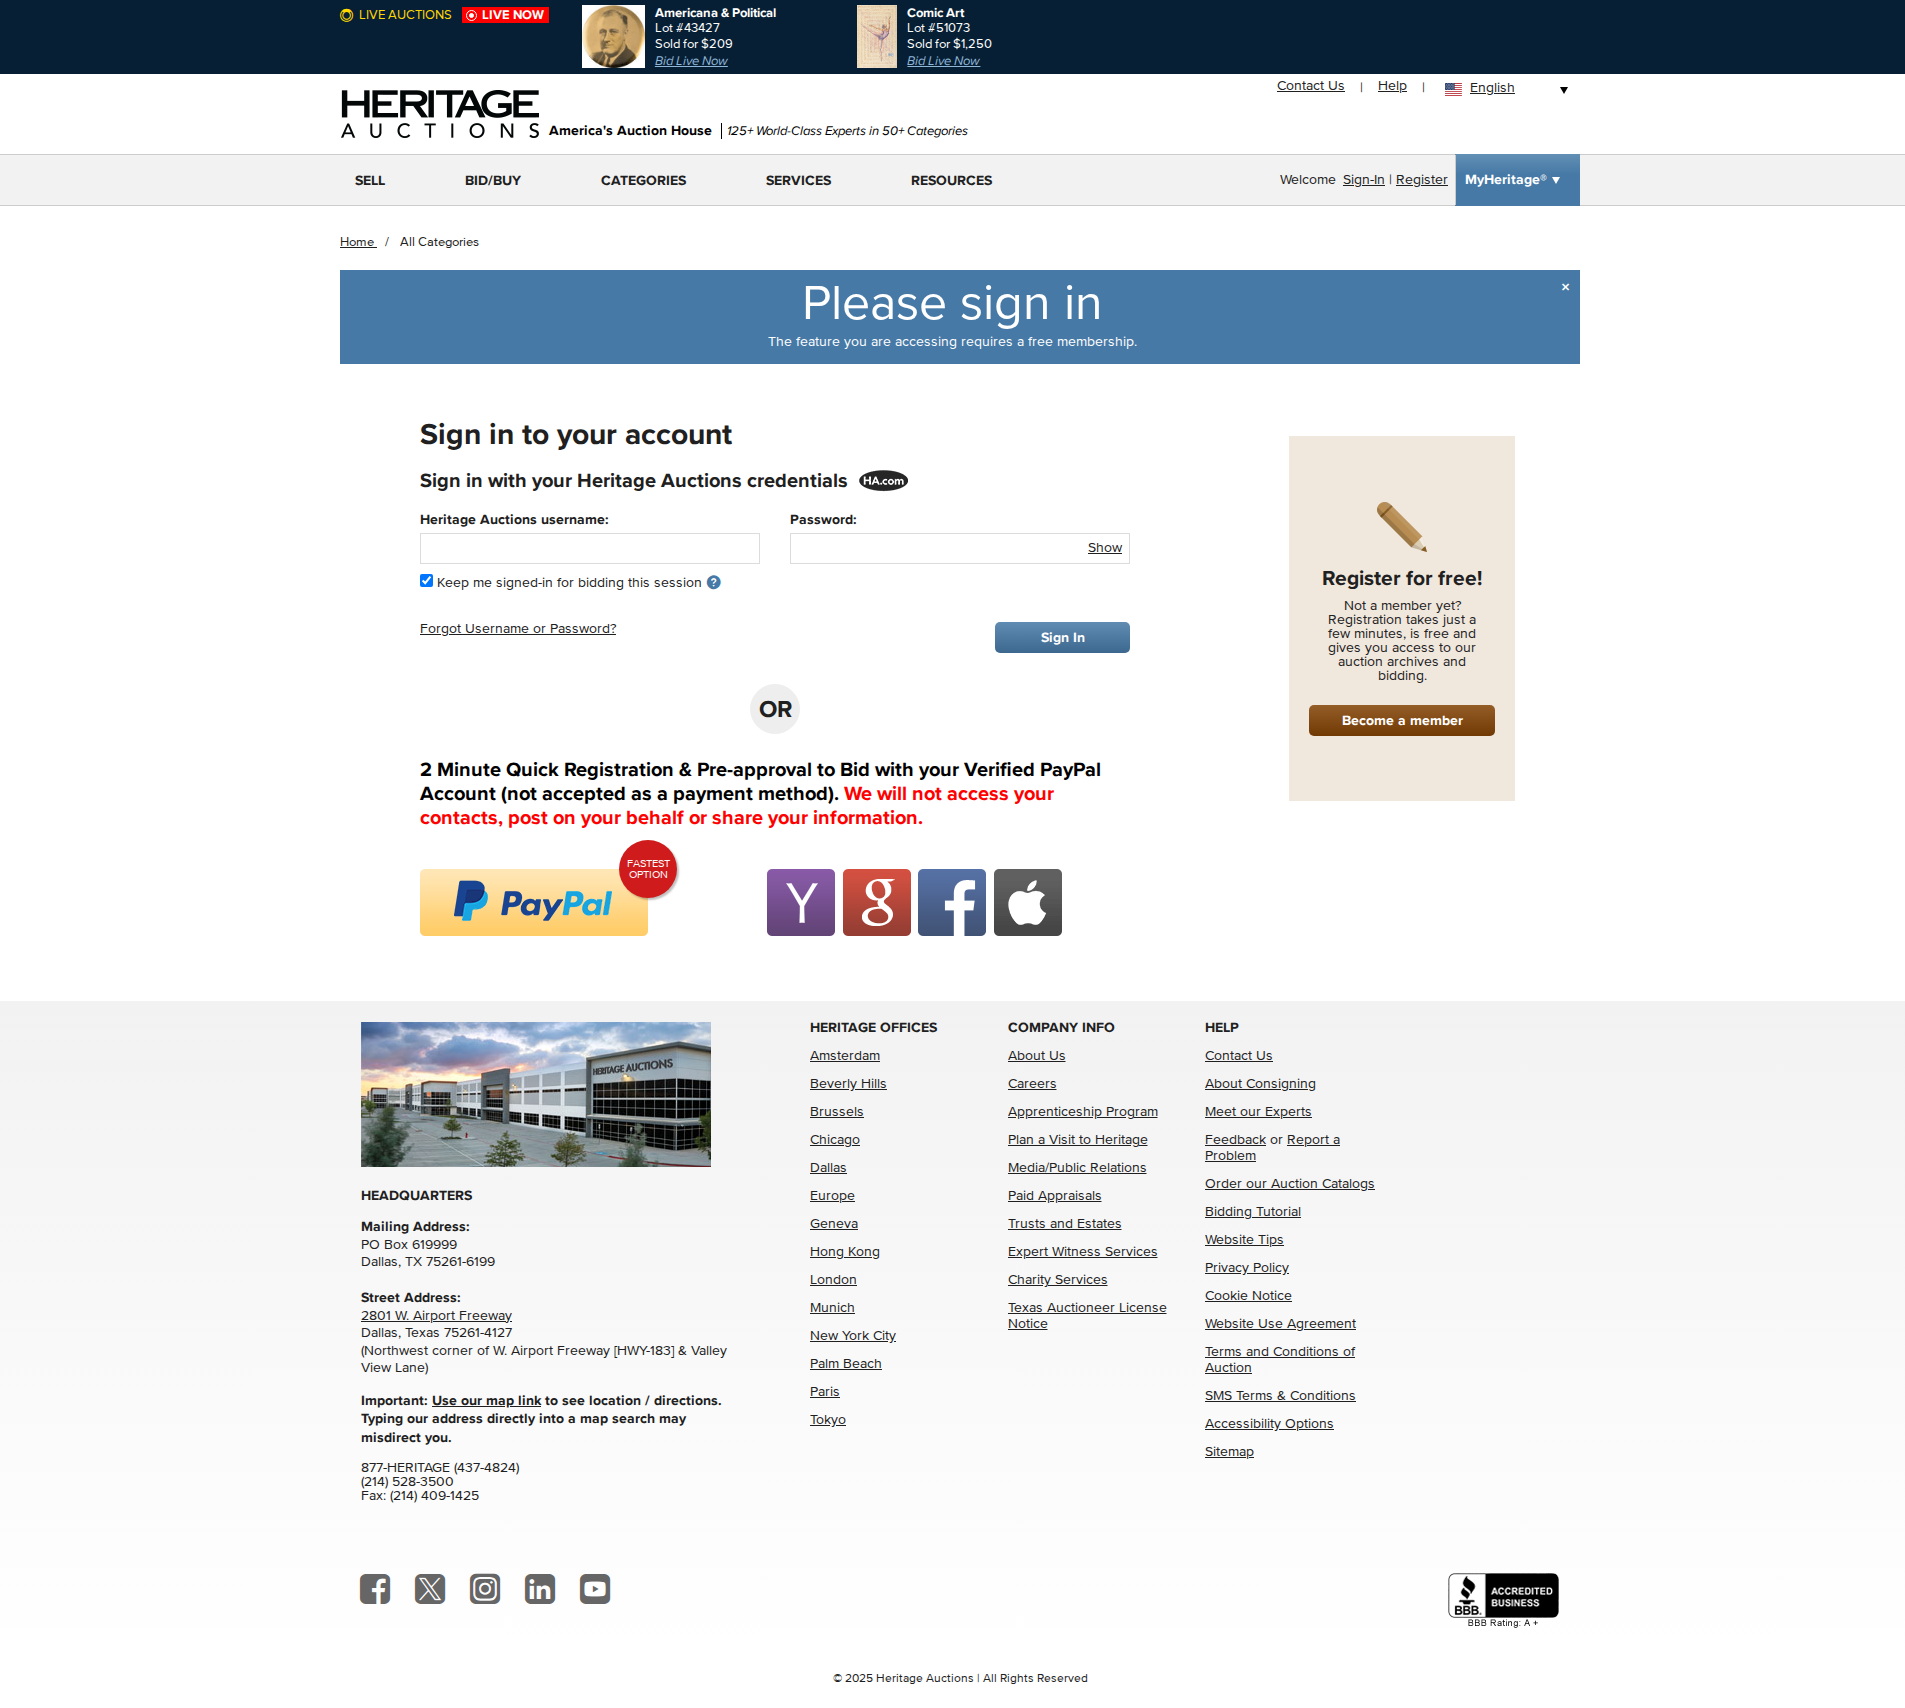 LIVE AUCTIONS LIVE NOW
Americana & Political
Lot #43427
Sold for $209
Bid Live Now
Comic Art
Lot #51073
Sold for $1,250
Bid Live Now
Contact Us | Help | English
HERITAGE
AUCTIONS
America's Auction House | 125+ World-Class Experts in 50+ Categories
SELL BID/BUY CATEGORIES SERVICES RESOURCES
Welcome Sign-In | Register MyHeritage®
Home / All Categories
Please sign in
×
The feature you are accessing requires a free membership.
Sign in to your account
Sign in with your Heritage Auctions credentials HA.com
Heritage Auctions username:
Password:
Show
Keep me signed-in for bidding this session ?
Forgot Username or Password?
Sign In
OR
2 Minute Quick Registration & Pre-approval to Bid with your Verified PayPal
Account (not accepted as a payment method). We will not access your
contacts, post on your behalf or share your information.
FASTEST
OPTION
PayPal
Register for free!
Not a member yet?
Registration takes just a
few minutes, is free and
gives you access to our
auction archives and
bidding.
Become a member
HERITAGE AUCTIONS
HEADQUARTERS
Mailing Address:
PO Box 619999
Dallas, TX 75261-6199
Street Address:
2801 W. Airport Freeway
Dallas, Texas 75261-4127
(Northwest corner of W. Airport Freeway [HWY-183] & Valley
View Lane)
Important: Use our map link to see location / directions.
Typing our address directly into a map search may
misdirect you.
877-HERITAGE (437-4824)
(214) 528-3500
Fax: (214) 409-1425
HERITAGE OFFICES
Amsterdam
Beverly Hills
Brussels
Chicago
Dallas
Europe
Geneva
Hong Kong
London
Munich
New York City
Palm Beach
Paris
Tokyo
COMPANY INFO
About Us
Careers
Apprenticeship Program
Plan a Visit to Heritage
Media/Public Relations
Paid Appraisals
Trusts and Estates
Expert Witness Services
Charity Services
Texas Auctioneer License
Notice
HELP
Contact Us
About Consigning
Meet our Experts
Feedback or Report a
Problem
Order our Auction Catalogs
Bidding Tutorial
Website Tips
Privacy Policy
Cookie Notice
Website Use Agreement
Terms and Conditions of
Auction
SMS Terms & Conditions
Accessibility Options
Sitemap
BBB.
ACCREDITED
BUSINESS
BBB Rating: A +
© 2025 Heritage Auctions | All Rights Reserved